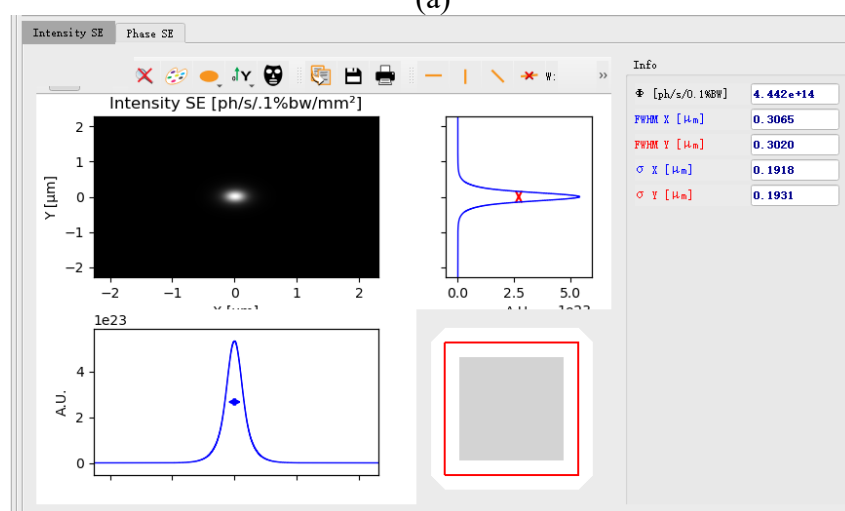 (a)
Intensity SE
Phase SE
W:
»
Intensity SE [ph/s/.1%bw/mm²]
Y [μm]
2
1
0
−1
−2
−2
−1
0
1
2
0.0
2.5
5.0
1e23
A.U.
4
2
0
Info
Φ [ph/s/0.1%BW]
4.442e+14
FWHM X [μm]
0.3065
FWHM Y [μm]
0.3020
σ X [μm]
0.1918
σ Y [μm]
0.1931